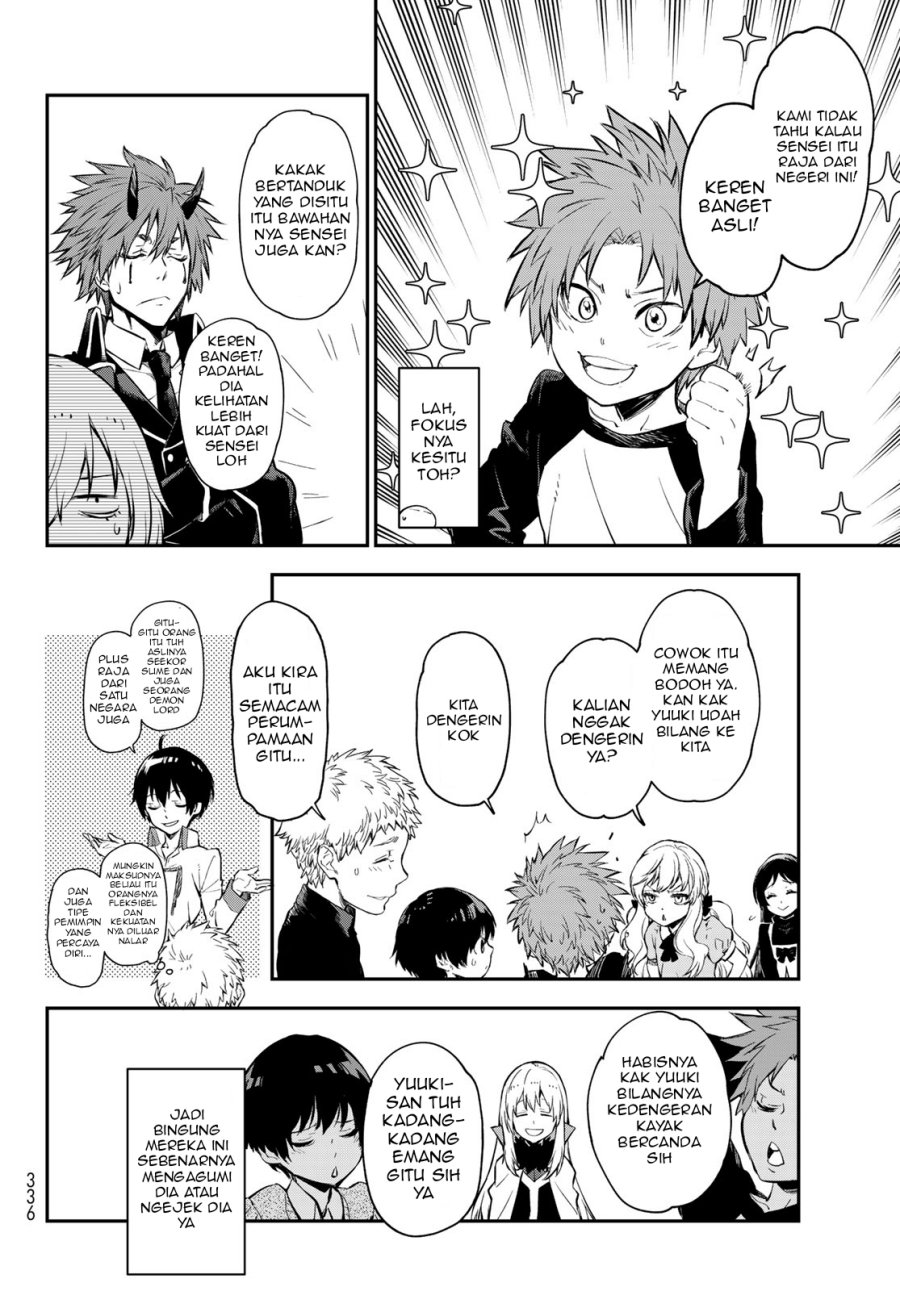 KAMI TIDAK
TAHU KALAU
SENSEI ITU
RAJA DARI
NEGERI INI!
KEREN
BANGET
ASLI!
LAH,
FOKUS
NYA
KESITU
TOH?
KAKAK
BERTANDUK
YANG DISITU
ITU BAWAHAN
NYA SENSEI
JUGA KAN?
KEREN
BANGET!
PADAHAL
DIA
KELIHATAN
LEBIH
KUAT DARI
SENSEI
LOH
COWOK ITU
MEMANG
BODOH YA.
KAN KAK
YUUKI UDAH
BILANG KE
KITA
KALIAN
NGGAK
DENGERIN
YA?
KITA
DENGERIN
KOK
AKU KIRA
ITU
SEMACAM
PERUM-
PAMAAN
GITU...
GITU-
GITU ORANG
ITU TUH
ASLINYA
SEEKOR
SLIME DAN
JUGA
SEORANG
DEMON
LORD
PLUS
RAJA
DARI
SATU
NEGARA
JUGA
MUNGKIN
MAKSUDNYA
BELIAU ITU
ORANGNYA
FLEKSIBEL
DAN
KEKUATAN
NYA DILUAR
NALAR
DAN
JUGA
TIPE
PEMIMPIN
YANG
PERCAYA
DIRI...
HABISNYA
KAK YUUKI
BILANGNYA
KEDENGERAN
KAYAK
BERCANDA
SIH
YUUKI-
SAN TUH
KADANG-
KADANG
EMANG
GITU SIH
YA
JADI
BINGUNG
MEREKA INI
SEBENARNYA
MENGAGUMI
DIA ATAU
NGEJEK DIA
YA
336